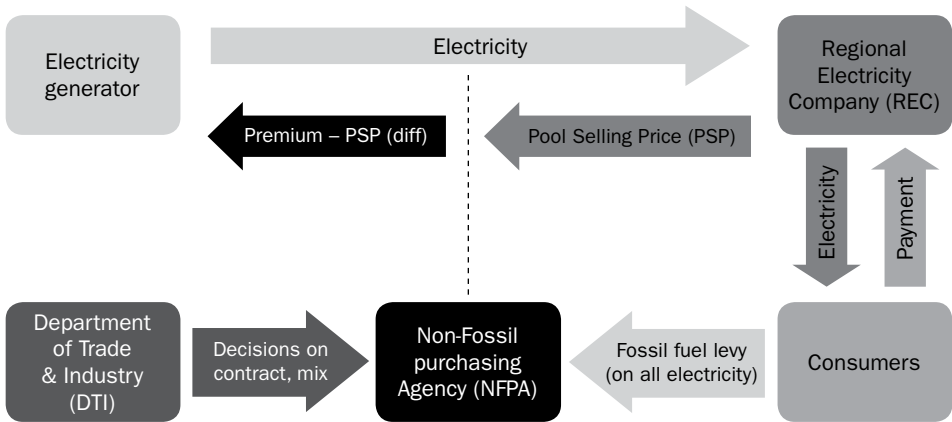 Electricity
generator
Electricity
Regional
Electricity
Company (REC)
Premium – PSP (diff)
Pool Selling Price (PSP)
Electricity
Payment
Department
of Trade
& Industry
(DTI)
Decisions on
contract, mix
Non-Fossil
purchasing
Agency (NFPA)
Fossil fuel levy
(on all electricity)
Consumers